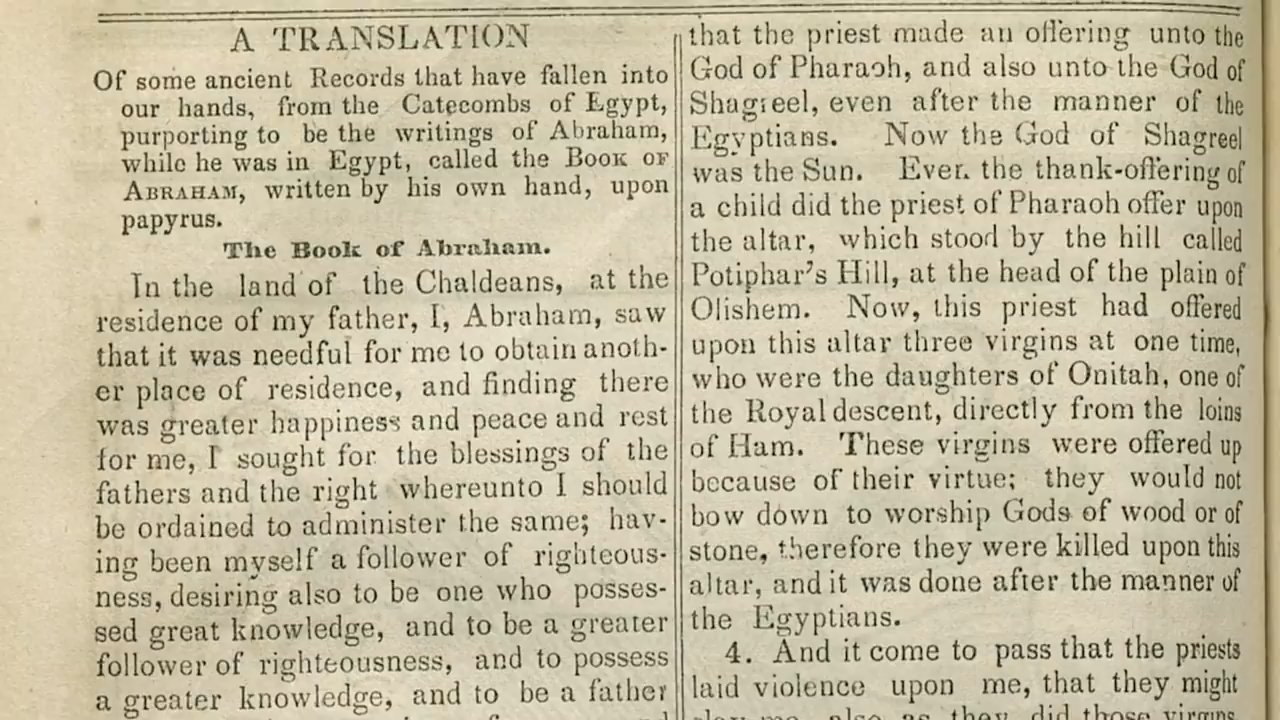 A TRANSLATION
Of some ancient Records that have fallen into
our hands, from the Catecombs of Egypt,
purporting to be the writings of Abraham,
while he was in Egypt, called the BOOK OF
ABRAHAM, written by his own hand, upon
papyrus.
The Book of Abraham.
In the land of the Chaldeans, at the
residence of my father, I, Abraham, saw
that it was needful for me to obtain anoth-
er place of residence, and finding there
was greater happiness and peace and rest
for me, I sought for the blessings of the
fathers and the right whereunto I should
be ordained to administer the same; hav-
ing been myself a follower of righteous-
ness, desiring also to be one who posses-
sed great knowledge, and to be a greater
follower of righteousness, and to possess
a greater knowledge, and to be a father
that the priest made an offering unto the
God of Pharaoh, and also unto the God of
Shagreel, even after the manner of the
Egyptians. Now the God of Shagreel
was the Sun. Even the thank-offering of
a child did the priest of Pharaoh offer upon
the altar, which stood by the hill called
Potiphar's Hill, at the head of the plain of
Olishem. Now, this priest had offered
upon this altar three virgins at one time,
who were the daughters of Onitah, one of
the Royal descent, directly from the loins
of Ham. These virgins were offered up
because of their virtue; they would not
bow down to worship Gods of wood or of
stone, therefore they were killed upon this
altar, and it was done after the manner of
the Egyptians.
4. And it come to pass that the priests
laid violence upon me, that they might
slay me, also, as they did those virgins,